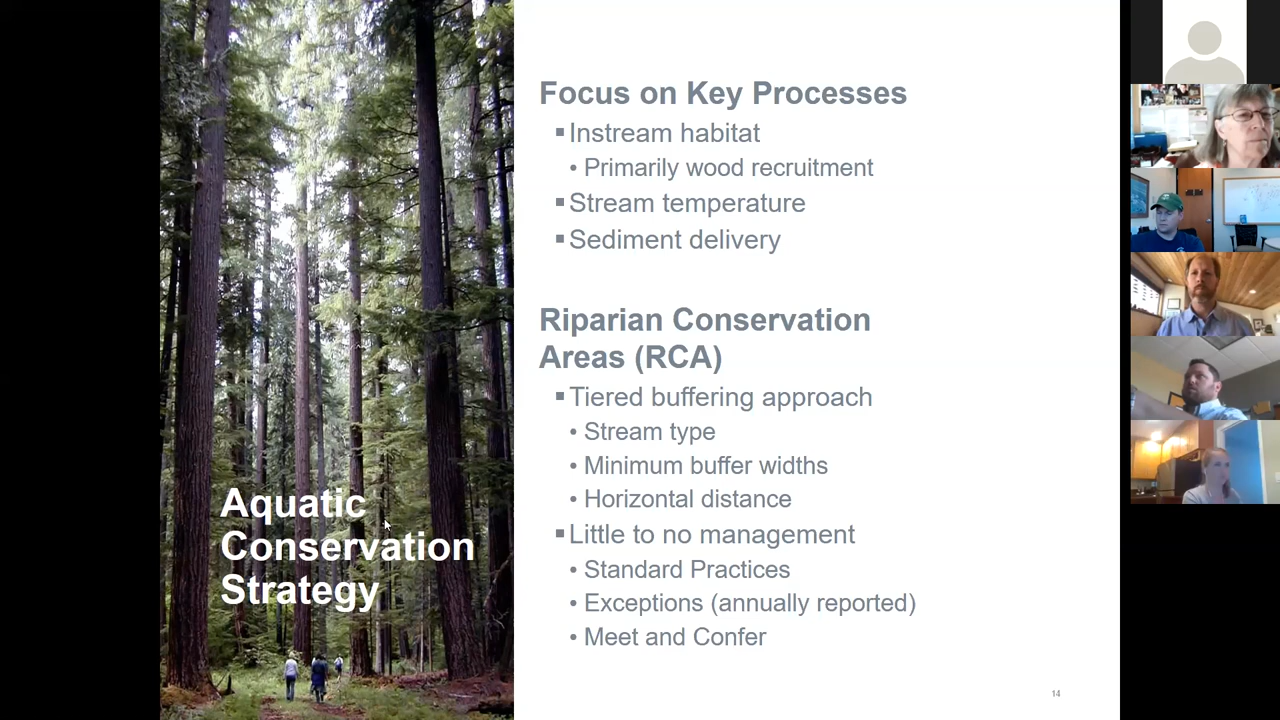 Aquatic
Conservation
Strategy
Focus on Key Processes
▪ Instream habitat
• Primarily wood recruitment
▪ Stream temperature
▪ Sediment delivery
Riparian Conservation
Areas (RCA)
▪ Tiered buffering approach
• Stream type
• Minimum buffer widths
• Horizontal distance
▪ Little to no management
• Standard Practices
• Exceptions (annually reported)
• Meet and Confer
14